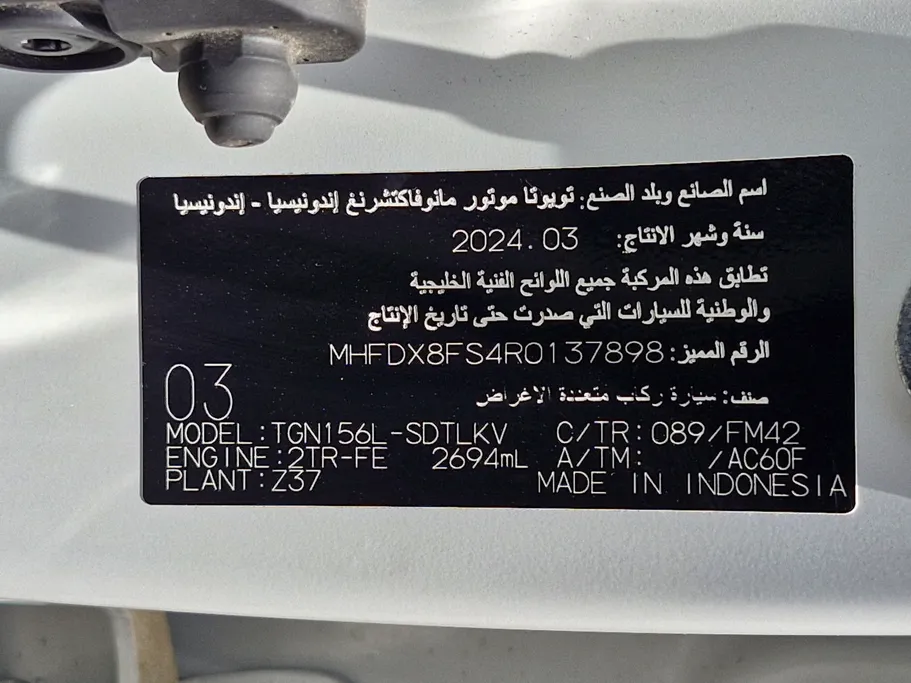 اسم الصانع وبلد الصنع: تويوتا موتور مانوفاكتشرنغ إندونيسيا - إندونيسيا
سنة وشهر الانتاج: 2024.03
تطابق هذه المركبة جميع اللوائح الفنية الخليجية
والوطنية للسيارات التي صدرت حتى تاريخ الإنتاج
الرقم المميز: MHFDX8FS4R0137898
صنف: سيارة ركاب متعددة الاغراض
03
MODEL:TGN156L-SDTLKV C/TR:089/FM42
ENGINE:2TR-FE 2694mL A/TM: /AC60F
PLANT:Z37 MADE IN INDONESIA